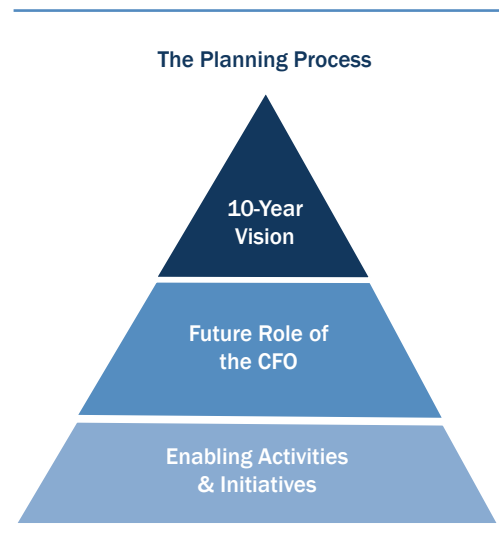 The Planning Process
10-Year
Vision
Future Role of
the CFO
Enabling Activities
& Initiatives